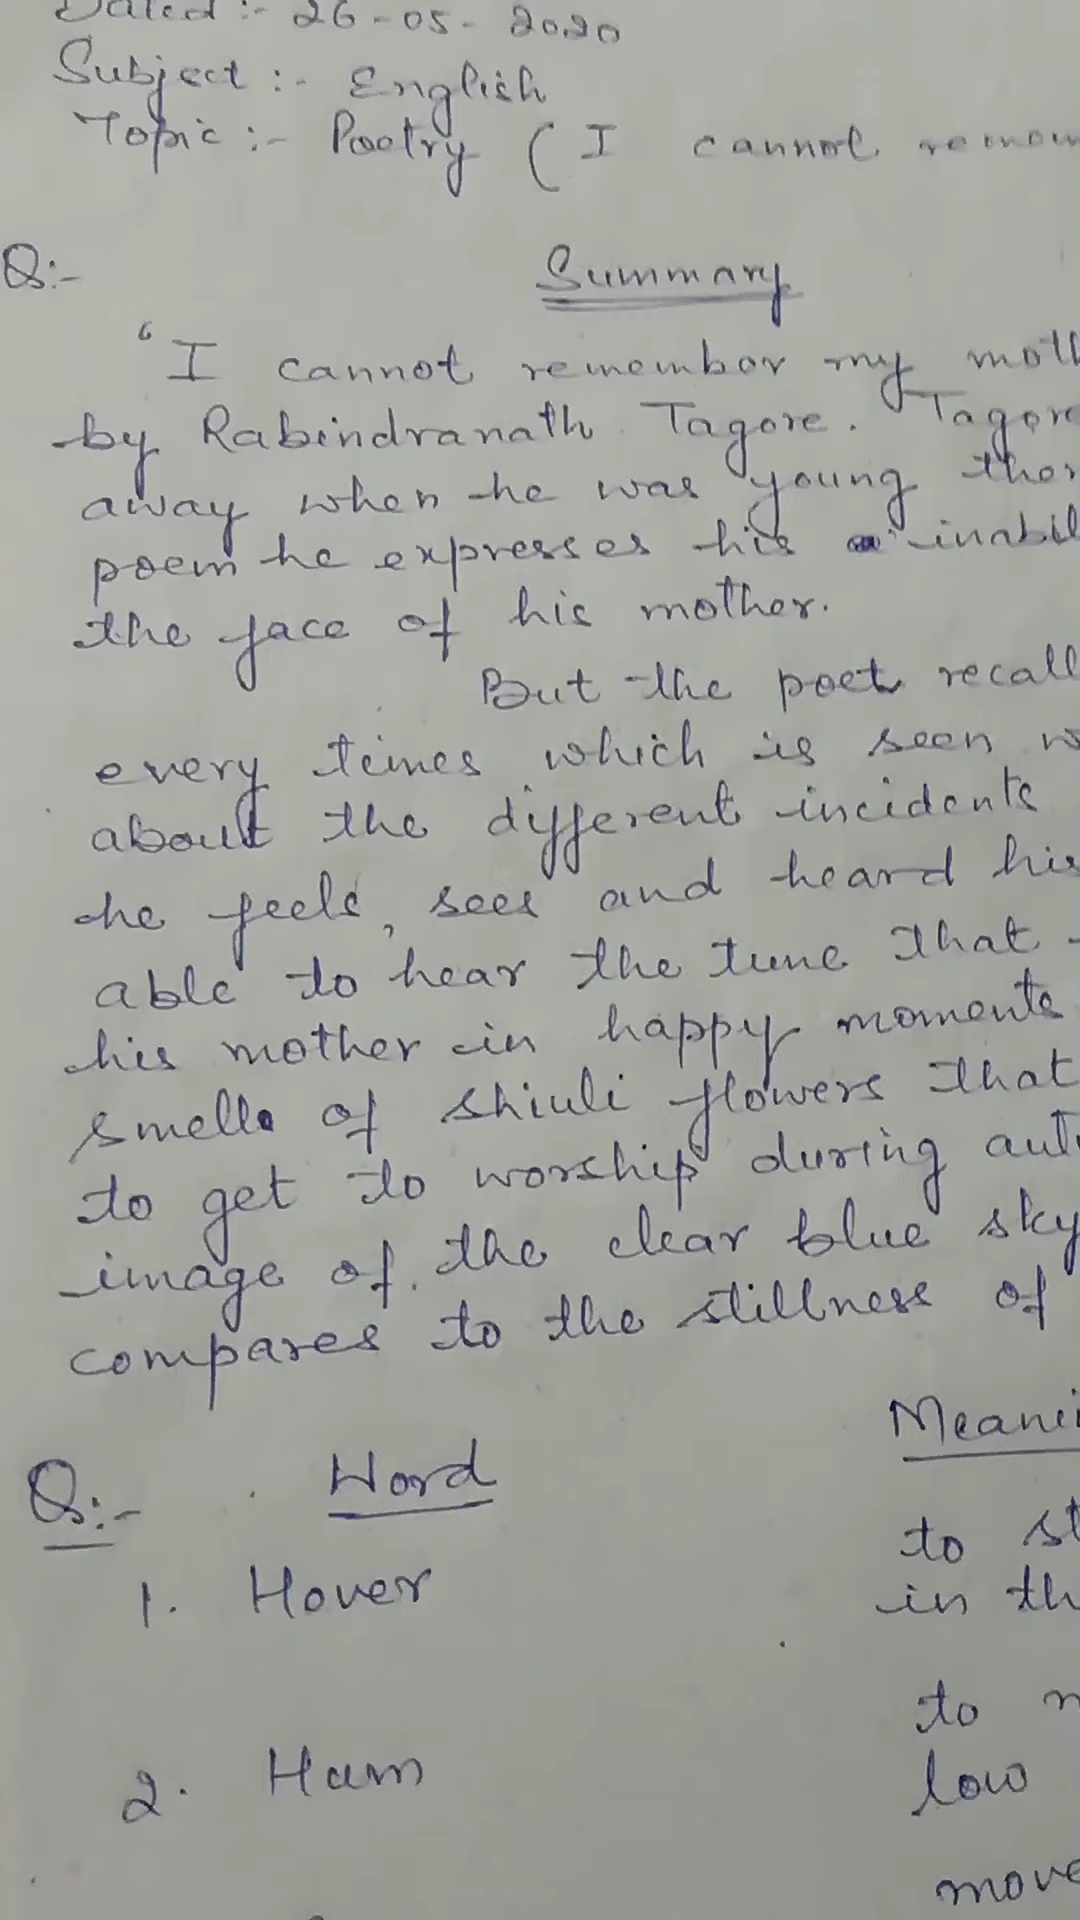 Dated :- 26-05-2020
Subject :- English
Topic :- Poetry ( I cannot
Q:- Summary
‘I cannot remember my
by Rabindranath Tagore. Tagore
away when he was young
poem he expresses his
the face of his mother.
But the poet recall
every times which is seen
about the different incidents
he feels, sees and heard his
able to hear the tune that
his mother in happy moments
smells of shiuli flowers that
to get to worship during
image of the clear blue sky
compares to the stillness of
Q:- Word
1. Hover to
in
2. Ham to
low